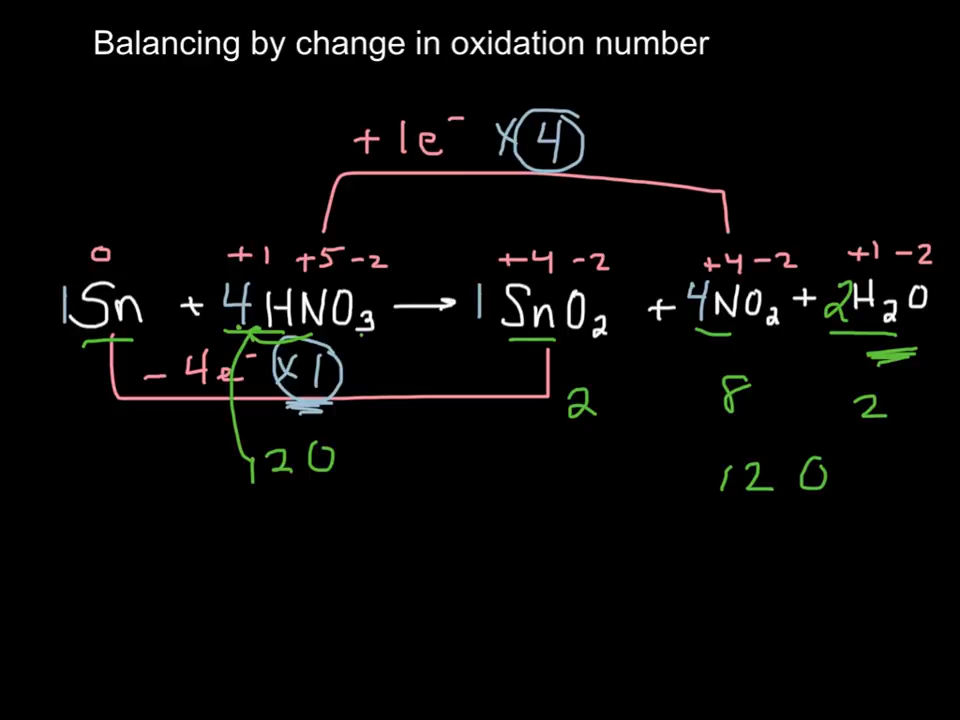 Balancing by change in oxidation number
+1e⁻ ×4
0 +1 +5 -2 +4 -2 +4 -2 +1 -2
1Sn + 4HNO₃ → 1SnO₂ + 4NO₂ + 2H₂O
- 4e⁻ ×1
2 8 2
12 O 12 O